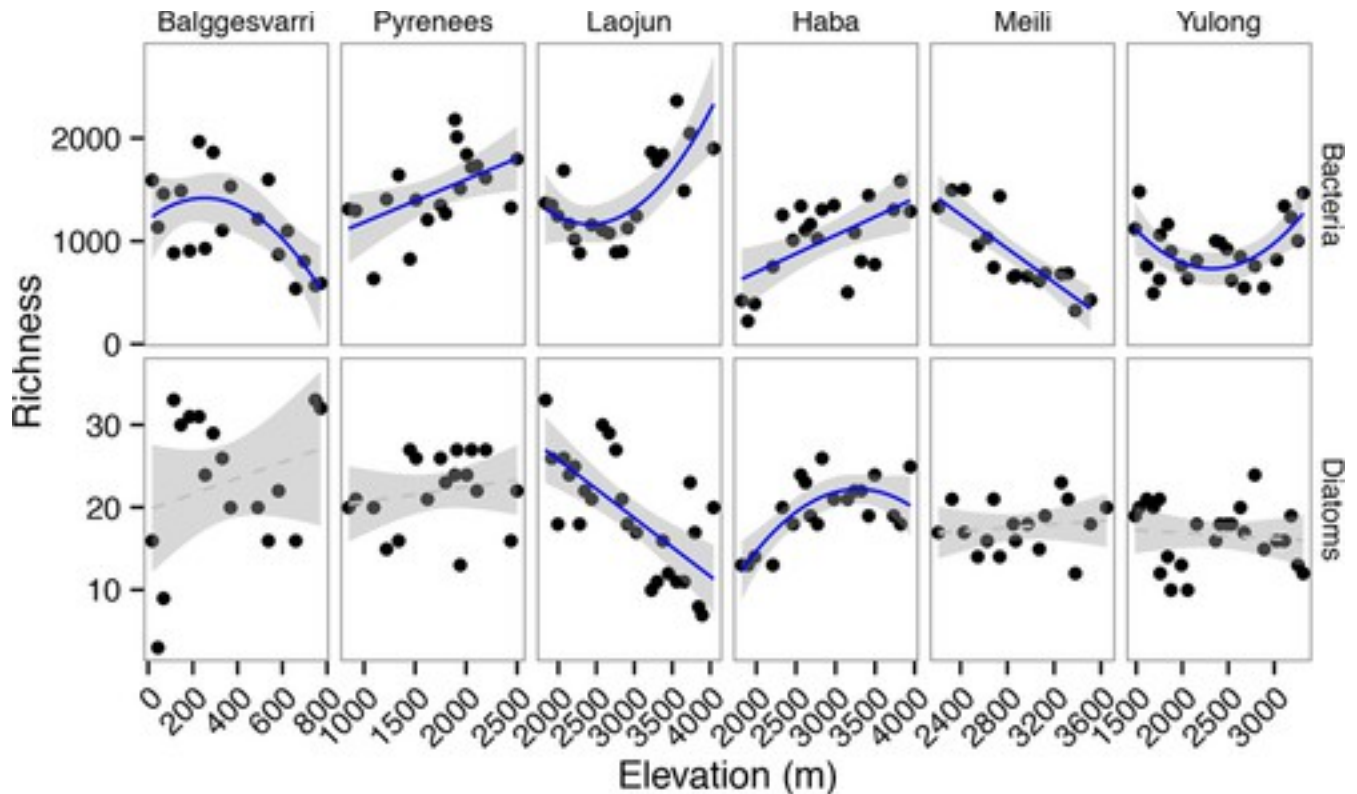 Balggesvarri Pyrenees Laojun Haba Meili Yulong
2000
1000
0
Bacteria
Richness
30
20
10
Diatoms
0 200 400 600 800 1000 1500 2000 2500 2000 2500 3000 3500 4000 2000 2500 3000 3500 4000 2400 2800 3200 3600 1500 2000 2500 3000
Elevation (m)